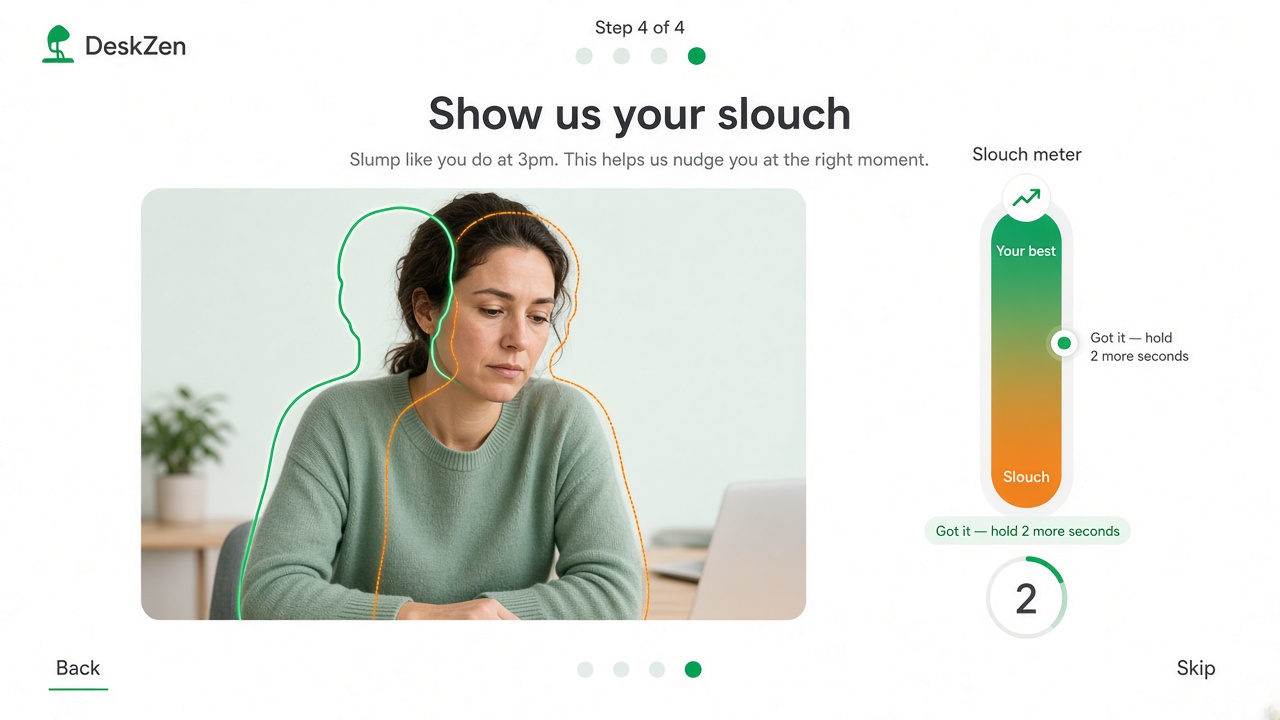 DeskZen
Step 4 of 4
Show us your slouch
Slump like you do at 3pm. This helps us nudge you at the right moment.
Slouch meter
Your best
Got it — hold
2 more seconds
Slouch
Got it — hold 2 more seconds
2
Back
Skip